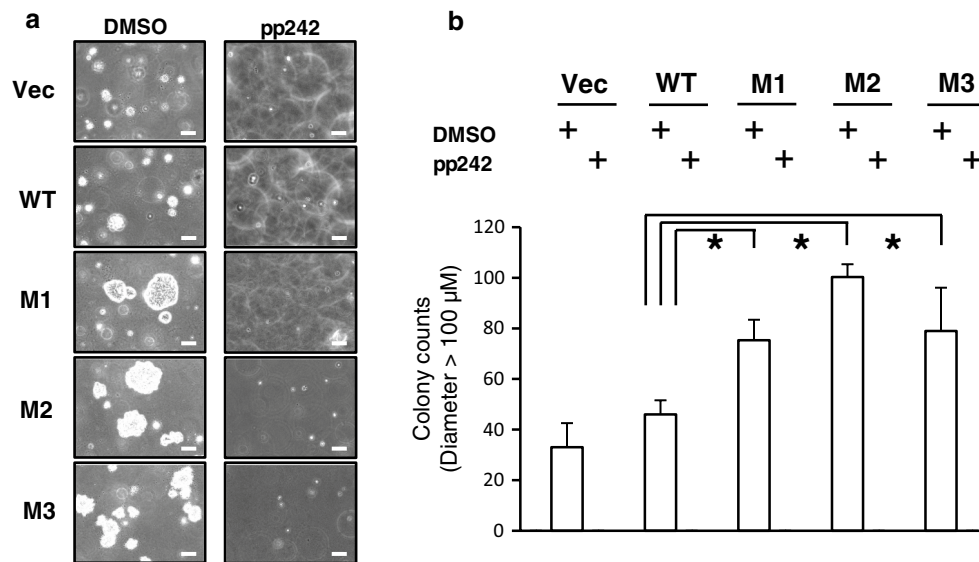 a
DMSO pp242
Vec
WT
M1
M2
M3
b
Vec WT M1 M2 M3
DMSO + + + + +
pp242 + + + + +
* * *
120
100
80
60
40
20
0
Colony counts
(Diameter > 100 µM)